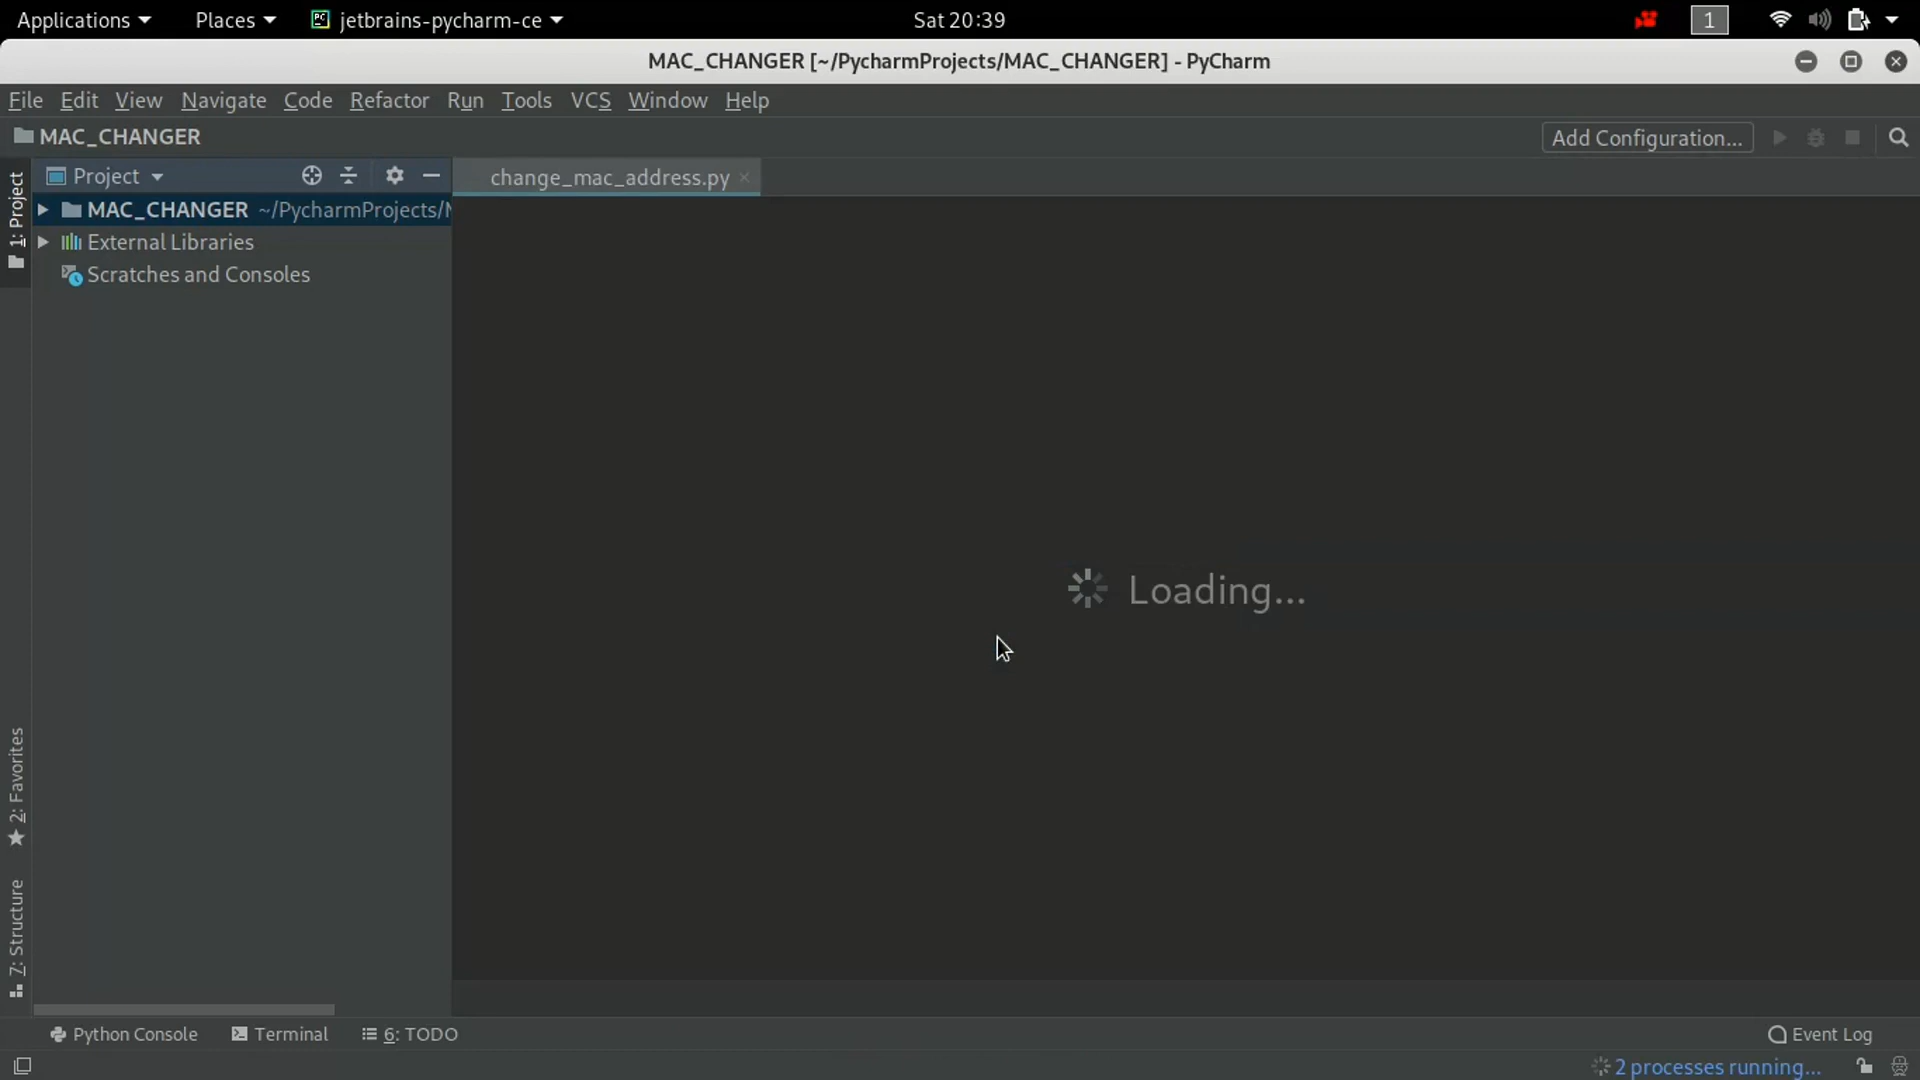 Applications Places jetbrains-pycharm-ce Sat 20:39 1
MAC_CHANGER [~/PycharmProjects/MAC_CHANGER] - PyCharm
File Edit View Navigate Code Refactor Run Tools VCS Window Help
MAC_CHANGER Add Configuration...
1: Project
Project change_mac_address.py
MAC_CHANGER ~/PycharmProjects/
External Libraries
Scratches and Consoles
Loading...
2: Favorites
7: Structure
Python Console Terminal 6: TODO Event Log
2 processes running...